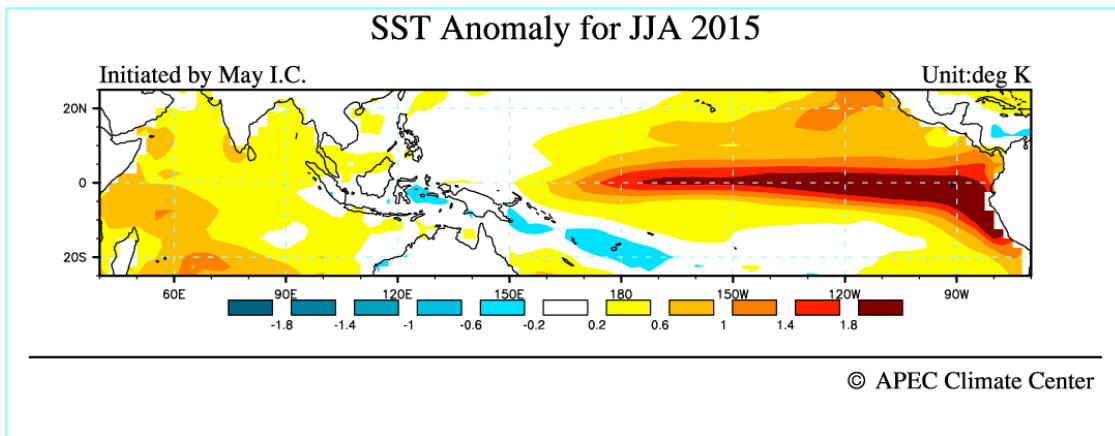 SST Anomaly for JJA 2015
Initiated by May I.C. Unit:deg K
20N
0
20S
60E 90E 120E 150E 180 150W 120W 90W
-1.8 -1.4 -1 -0.6 -0.2 0.2 0.6 1 1.4 1.8
© APEC Climate Center